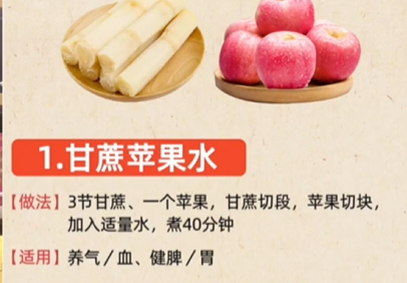 1.甘蔗苹果水
【做法】3节甘蔗、一个苹果，甘蔗切段，苹果切块，
加入适量水，煮40分钟
【适用】养气/血、健脾/胃